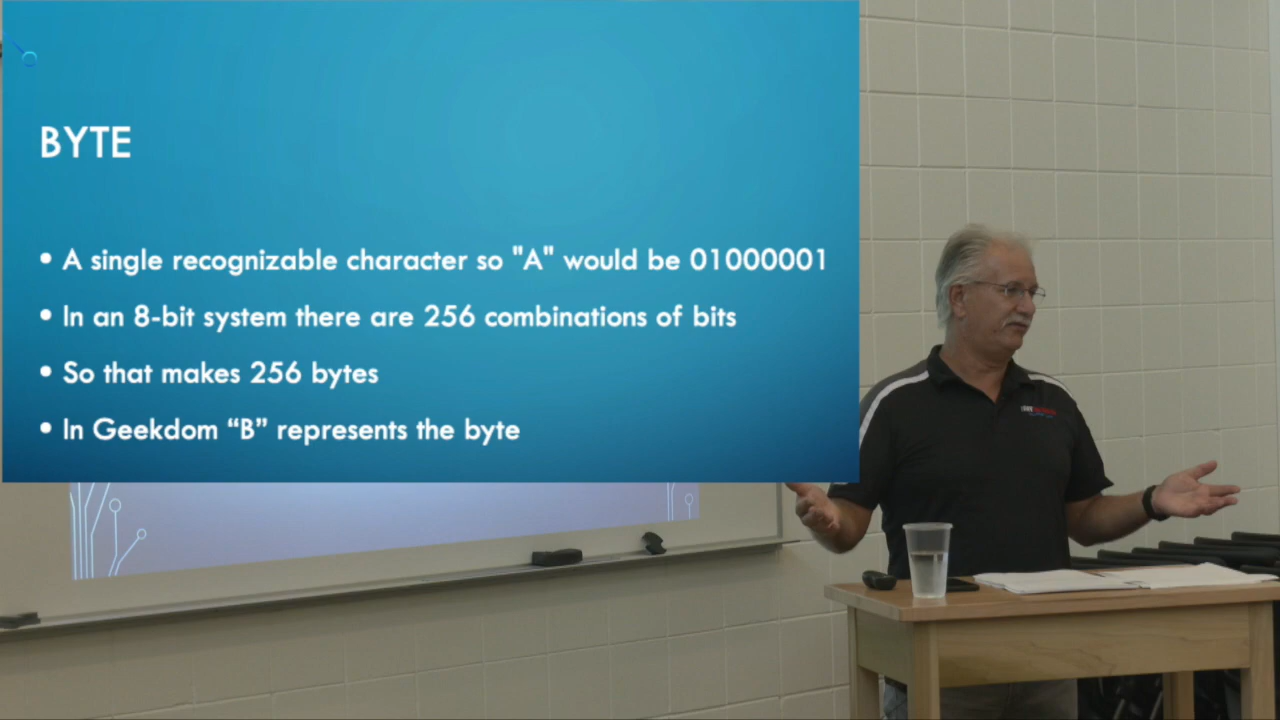 BYTE
• A single recognizable character so "A" would be 01000001
• In an 8-bit system there are 256 combinations of bits
• So that makes 256 bytes
• In Geekdom “B” represents the byte